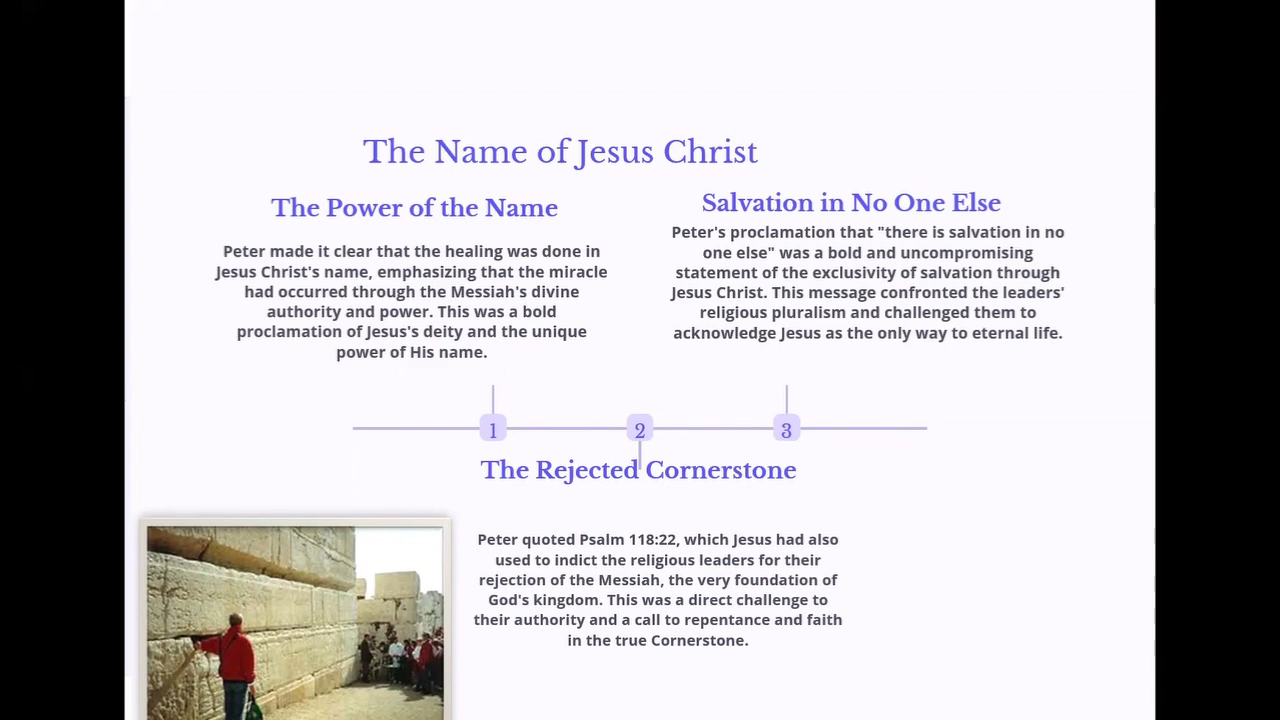 The Name of Jesus Christ
The Power of the Name
Peter made it clear that the healing was done in
Jesus Christ's name, emphasizing that the miracle
had occurred through the Messiah's divine
authority and power. This was a bold
proclamation of Jesus's deity and the unique
power of His name.
Salvation in No One Else
Peter's proclamation that "there is salvation in no
one else" was a bold and uncompromising
statement of the exclusivity of salvation through
Jesus Christ. This message confronted the leaders'
religious pluralism and challenged them to
acknowledge Jesus as the only way to eternal life.
1
2
3
The Rejected Cornerstone
Peter quoted Psalm 118:22, which Jesus had also
used to indict the religious leaders for their
rejection of the Messiah, the very foundation of
God's kingdom. This was a direct challenge to
their authority and a call to repentance and faith
in the true Cornerstone.